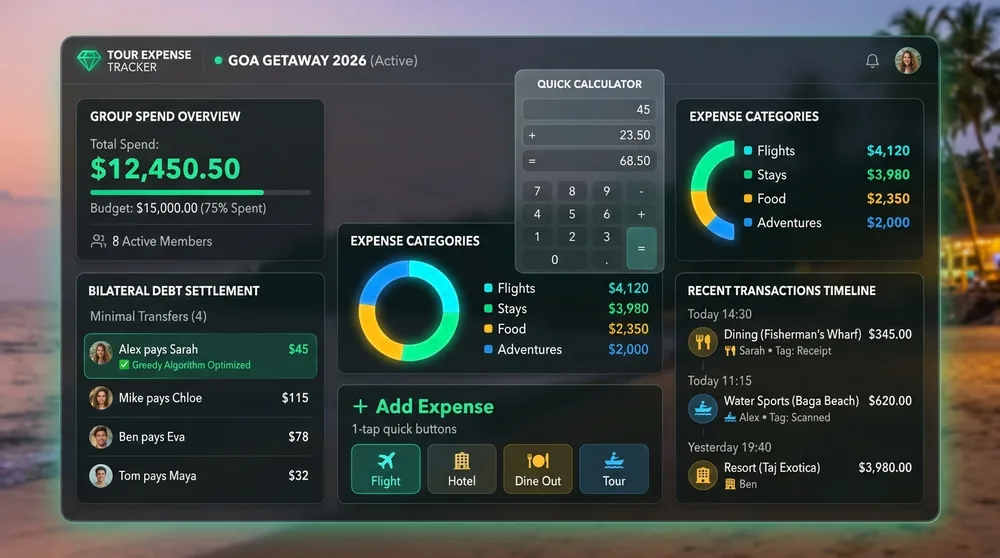 TOUR EXPENSE
TRACKER
GOA GETAWAY 2026 (Active)
GROUP SPEND OVERVIEW
Total Spend:
$12,450.50
Budget: $15,000.00 (75% Spent)
8 Active Members
BILATERAL DEBT SETTLEMENT
Minimal Transfers (4)
Alex pays Sarah $45
Greedy Algorithm Optimized
Mike pays Chloe $115
Ben pays Eva $78
Tom pays Maya $32
QUICK CALCULATOR
45
+ 23.50
= 68.50
7 8 9 -
4 5 6 +
1 2 3 =
0 .
EXPENSE CATEGORIES
Flights $4,120
Stays $3,980
Food $2,350
Adventures $2,000
+ Add Expense
1-tap quick buttons
Flight Hotel Dine Out Tour
EXPENSE CATEGORIES
Flights $4,120
Stays $3,980
Food $2,350
Adventures $2,000
RECENT TRANSACTIONS TIMELINE
Today 14:30
Dining (Fisherman's Wharf) $345.00
Sarah • Tag: Receipt
Today 11:15
Water Sports (Baga Beach) $620.00
Alex • Tag: Scanned
Yesterday 19:40
Resort (Taj Exotica) $3,980.00
Ben